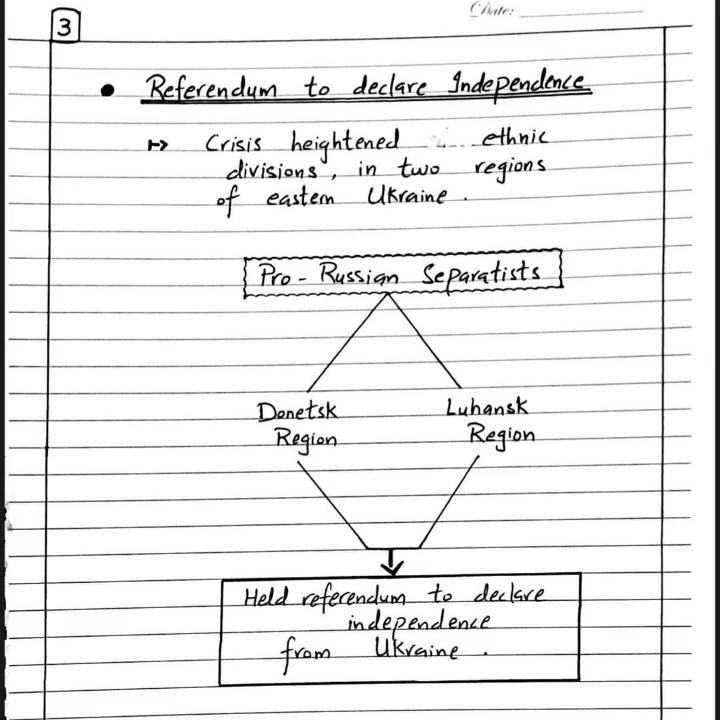 Date:
3
• Referendum to declare Independence
↦ Crisis heightened ethnic
divisions, in two regions
of eastern Ukraine.
Pro-Russian Separatists
Donetsk
Region
Luhansk
Region
Held referendum to declare
independence
from Ukraine.